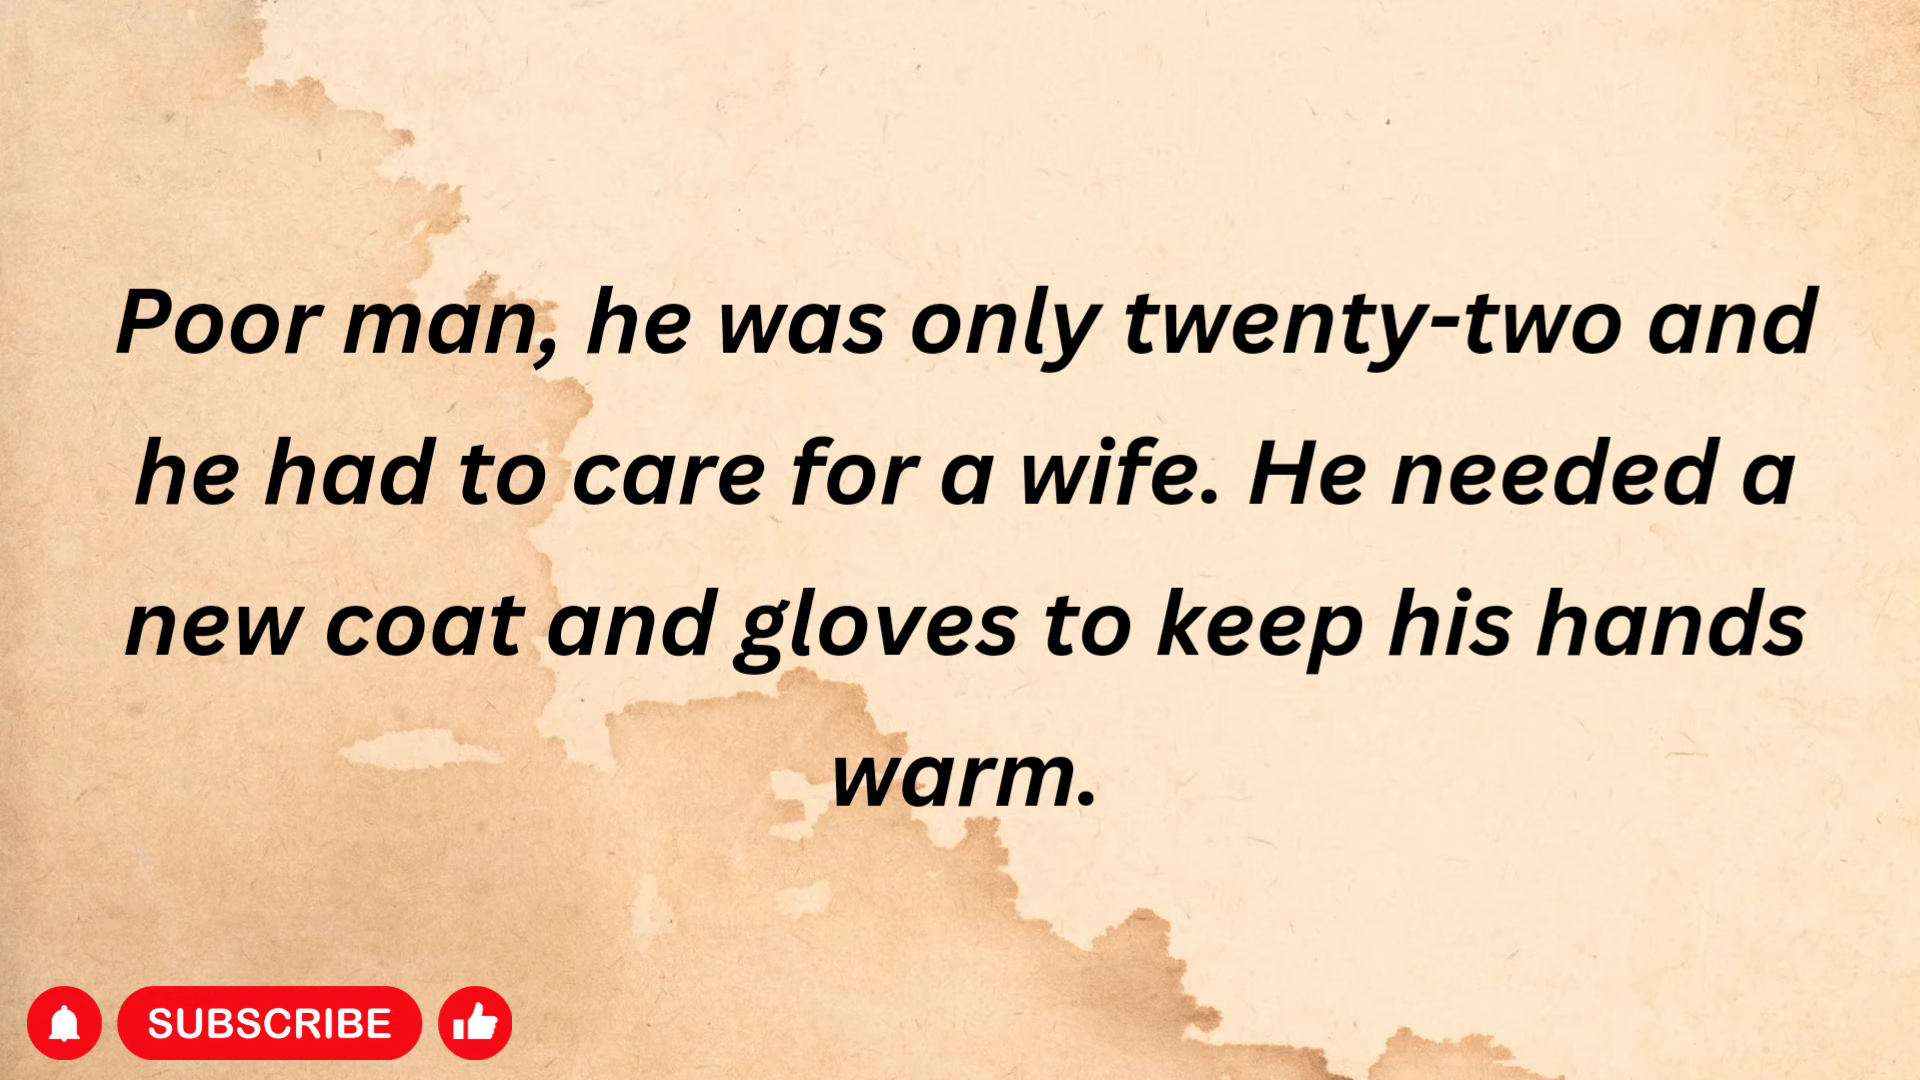 Poor man, he was only twenty-two and
he had to care for a wife. He needed a
new coat and gloves to keep his hands
warm.
SUBSCRIBE